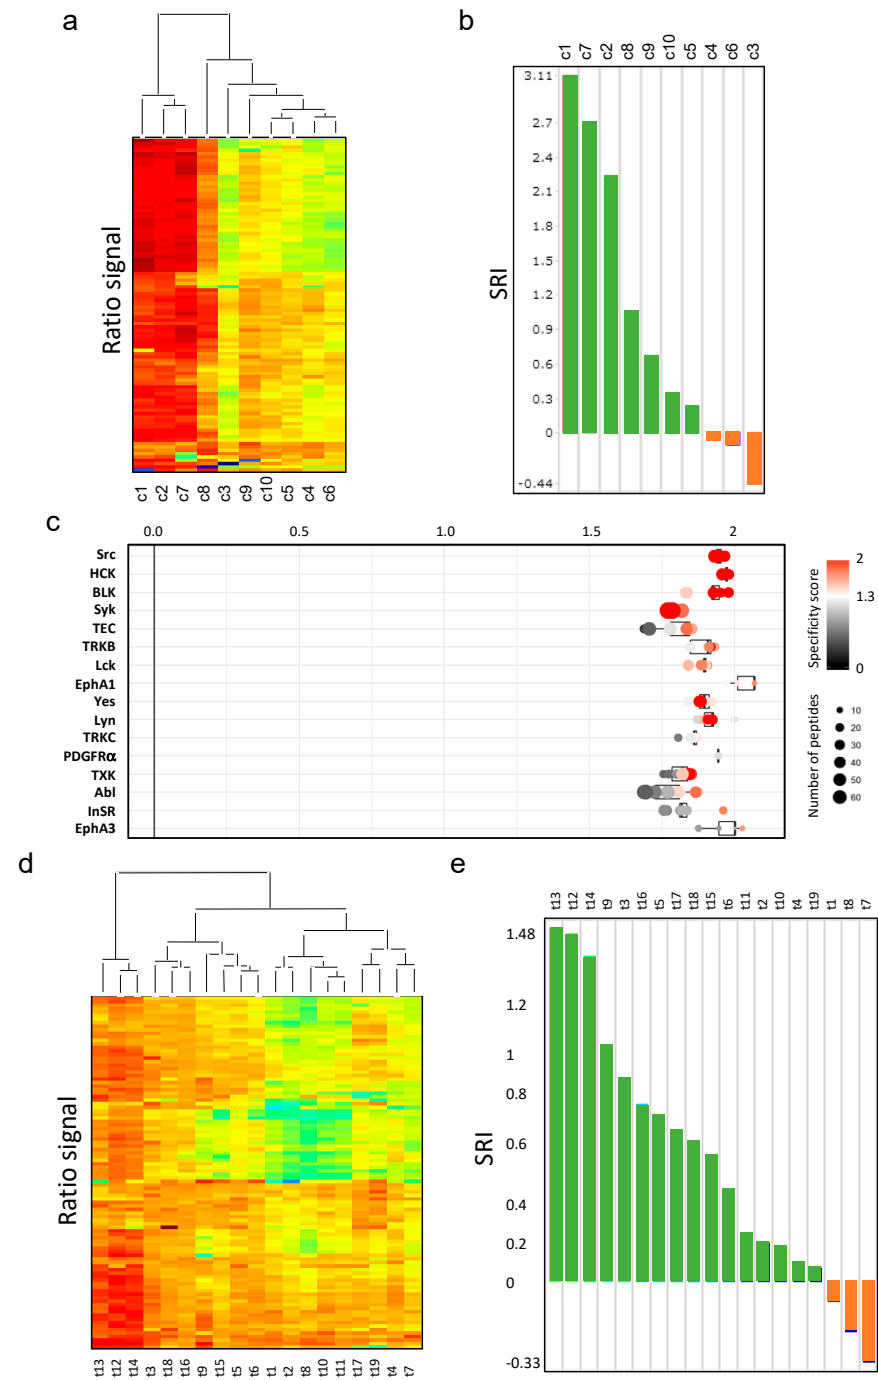 a
Ratio signal
c1 c2 c7 c8 c3 c9 c10 c5 c4 c6
b
c1 c7 c2 c8 c9 c10 c5 c4 c6 c3
SRI
3.11
2.7
2.4
2.1
1.8
1.5
1.2
0.9
0.6
0.3
0
-0.44
c
0.0 0.5 1.0 1.5 2
Src
HCK
BLK
Syk
TEC
TRKB
Lck
EphA1
Yes
Lyn
TRKC
PDGFRα
TXK
Abl
InSR
EphA3
Specificity score
2
1.3
0
Number of peptides
10
20
30
40
50
60
d
Ratio signal
t13 t12 t14 t3 t18 t16 t9 t15 t5 t6 t1 t2 t8 t10 t11 t17 t19 t4 t7
e
t13 t12 t14 t9 t3 t16 t5 t17 t18 t15 t6 t11 t2 t10 t4 t19 t1 t8 t7
SRI
1.48
1.2
1
0.8
0.6
0.4
0.2
0
-0.33